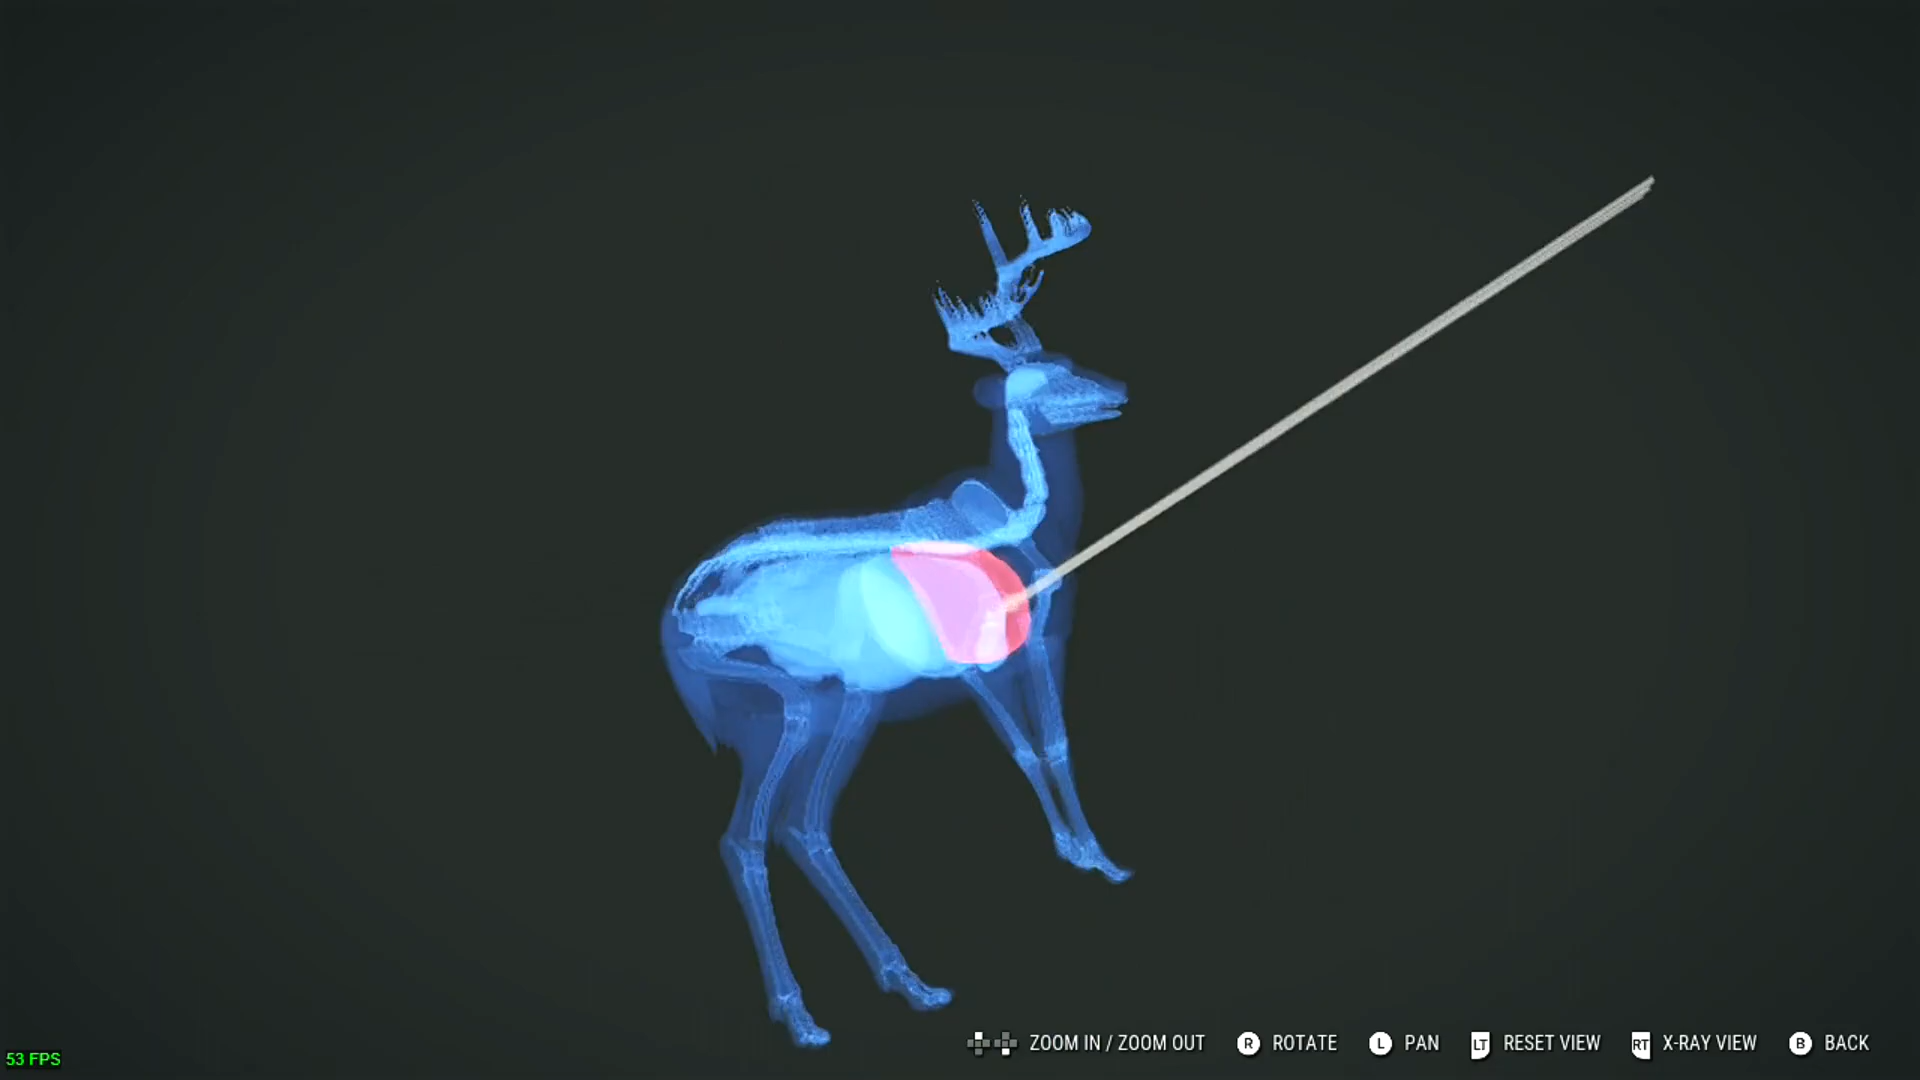 ZOOM IN / ZOOM OUT R ROTATE L PAN LT RESET VIEW RT X-RAY VIEW B BACK
53 FPS